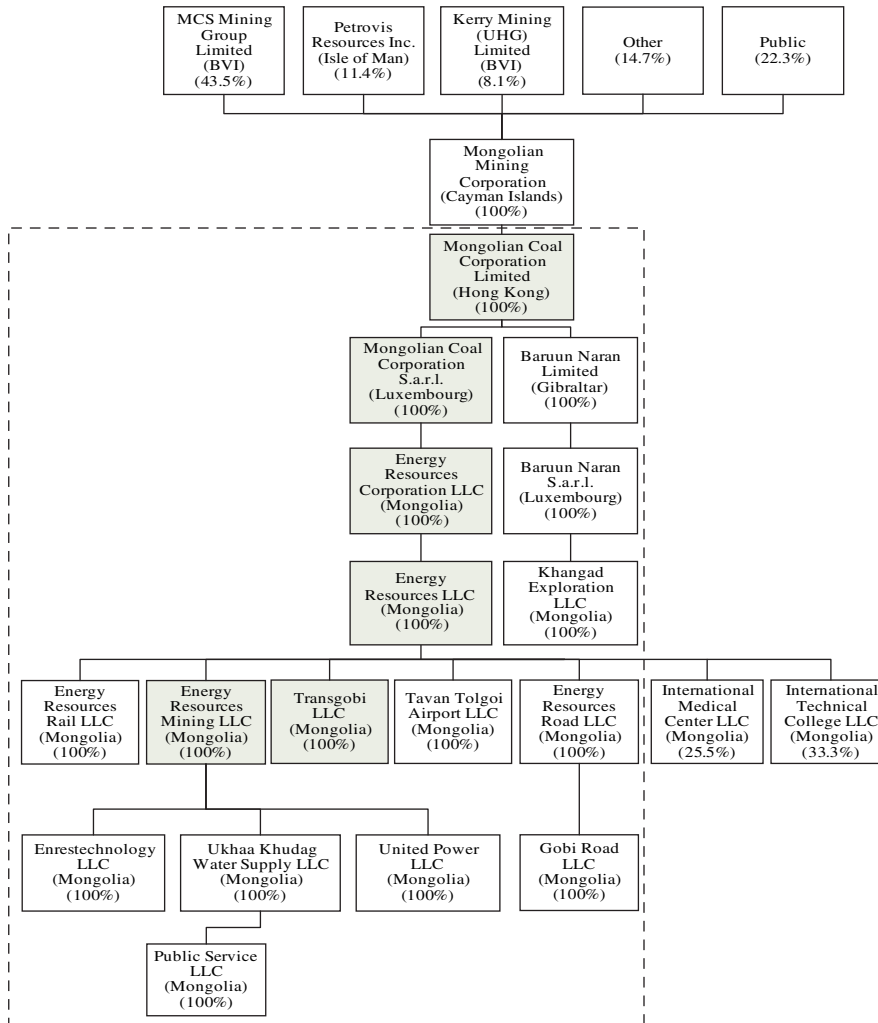 MCS Mining
Group
Limited
(BVI)
(43.5%)
Petrovis
Resources Inc.
(Isle of Man)
(11.4%)
Kerry Mining
(UHG)
Limited
(BVI)
(8.1%)
Other
(14.7%)
Public
(22.3%)
Mongolian
Mining
Corporation
(Cayman Islands)
(100%)
Mongolian Coal
Corporation
Limited
(Hong Kong)
(100%)
Mongolian Coal
Corporation
S.a.r.l.
(Luxembourg)
(100%)
Baruun Naran
Limited
(Gibraltar)
(100%)
Energy
Resources
Corporation LLC
(Mongolia)
(100%)
Baruun Naran
S.a.r.l.
(Luxembourg)
(100%)
Energy
Resources LLC
(Mongolia)
(100%)
Khangad
Exploration
LLC
(Mongolia)
(100%)
Energy
Resources
Rail LLC
(Mongolia)
(100%)
Energy
Resources
Mining LLC
(Mongolia)
(100%)
Transgobi
LLC
(Mongolia)
(100%)
Tavan Tolgoi
Airport LLC
(Mongolia)
(100%)
Energy
Resources
Road LLC
(Mongolia)
(100%)
International
Medical
Center LLC
(Mongolia)
(25.5%)
International
Technical
College LLC
(Mongolia)
(33.3%)
Enrestechnology
LLC
(Mongolia)
(100%)
Ukhaa Khudag
Water Supply LLC
(Mongolia)
(100%)
United Power
LLC
(Mongolia)
(100%)
Gobi Road
LLC
(Mongolia)
(100%)
Public Service
LLC
(Mongolia)
(100%)